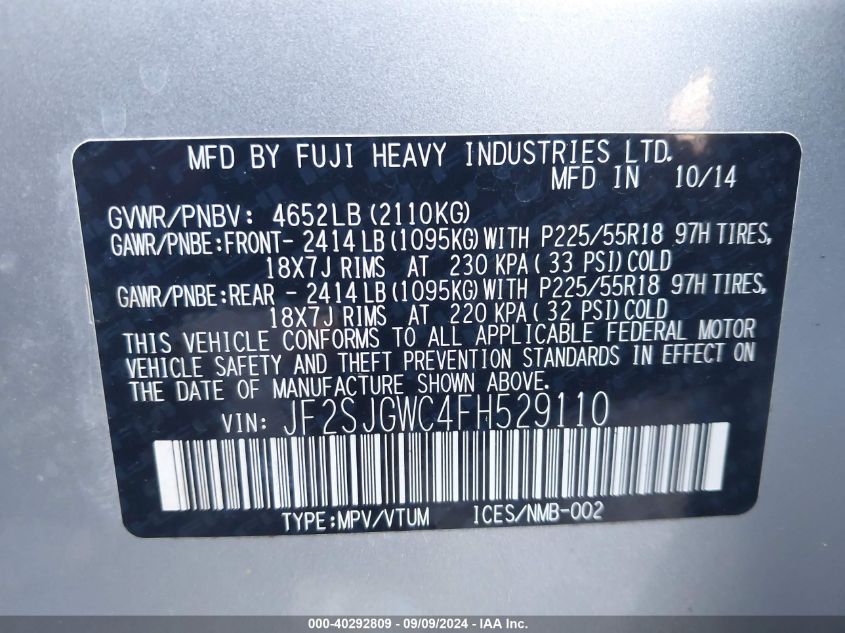 MFD BY FUJI HEAVY INDUSTRIES LTD.
MFD IN 10/14
GVWR/PNBV: 4652LB (2110KG)
GAWR/PNBE:FRONT- 2414 LB (1095KG) WITH P225/55R18 97H TIRES,
18X7J RIMS AT 230 KPA ( 33 PSI) COLD
GAWR/PNBE:REAR - 2414 LB (1095KG) WITH P225/55R18 97H TIRES,
18X7J RIMS AT 220 KPA ( 32 PSI) COLD
THIS VEHICLE CONFORMS TO ALL APPLICABLE FEDERAL MOTOR
VEHICLE SAFETY AND THEFT PREVENTION STANDARDS IN EFFECT ON
THE DATE OF MANUFACTURE SHOWN ABOVE.
VIN: JF2SJGWC4FH529110
TYPE:MPV/VTUM ICES/NMB-002
000-40292809 - 09/09/2024 - IAA Inc.